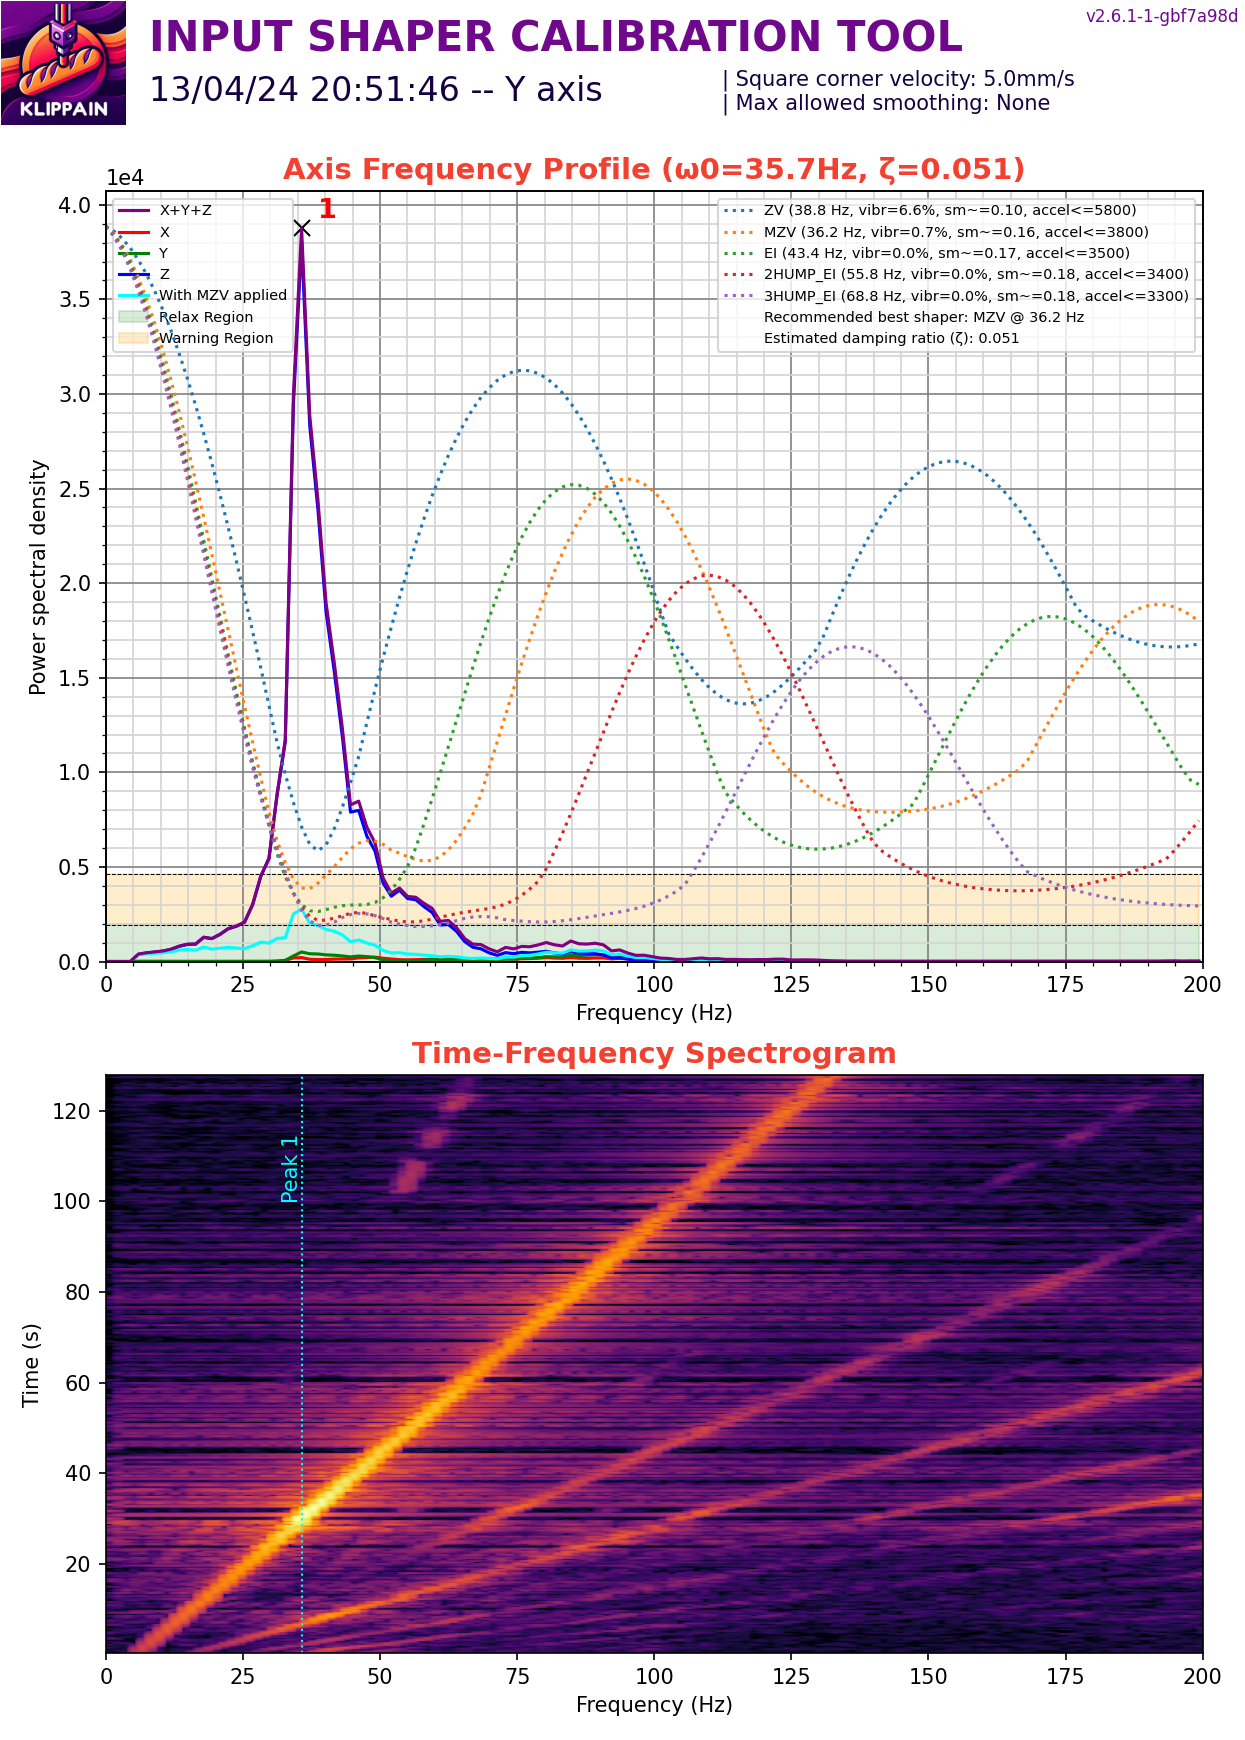 v2.6.1-1-gbf7a98d
INPUT SHAPER CALIBRATION TOOL
13/04/24 20:51:46 -- Y axis
| Square corner velocity: 5.0mm/s
| Max allowed smoothing: None
KLIPPAIN
Axis Frequency Profile (ω0=35.7Hz, ζ=0.051)
1e4
4.0
3.5
3.0
2.5
2.0
1.5
1.0
0.5
0.0
Power spectral density
X+Y+Z
X
Y
Z
With MZV applied
Relax Region
Warning Region
1
ZV (38.8 Hz, vibr=6.6%, sm~=0.10, accel<=5800)
MZV (36.2 Hz, vibr=0.7%, sm~=0.16, accel<=3800)
EI (43.4 Hz, vibr=0.0%, sm~=0.17, accel<=3500)
2HUMP_EI (55.8 Hz, vibr=0.0%, sm~=0.18, accel<=3400)
3HUMP_EI (68.8 Hz, vibr=0.0%, sm~=0.18, accel<=3300)
Recommended best shaper: MZV @ 36.2 Hz
Estimated damping ratio (ζ): 0.051
0 25 50 75 100 125 150 175 200
Frequency (Hz)
Time-Frequency Spectrogram
120
100
80
60
40
20
Time (s)
Peak 1
0 25 50 75 100 125 150 175 200
Frequency (Hz)